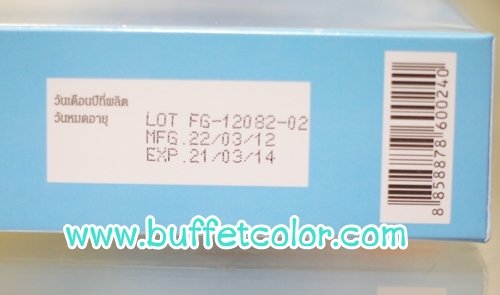 วันเดือนปีที่ผลิต
วันหมดอายุ
LOT FG-12082-02
MFG.22/03/12
EXP.21/03/14
8858878600240
www.buffetcolor.com